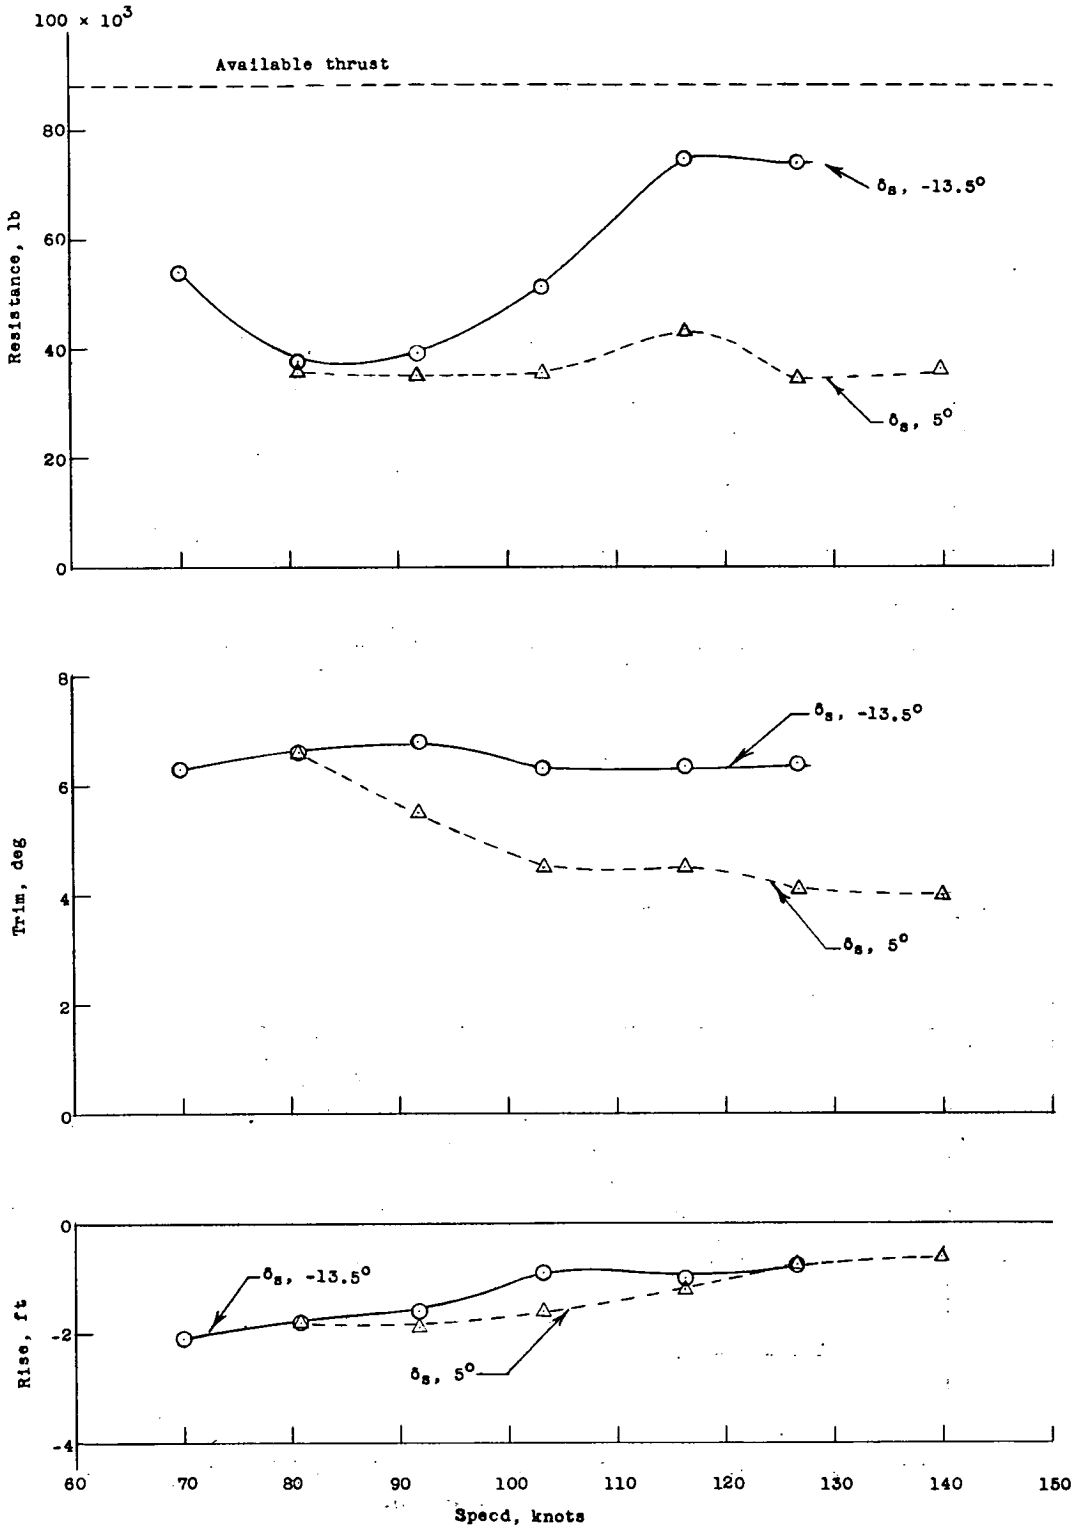 100 × 10³
Available thrust
80
60
40
20
0
Resistance, lb
δₛ, -13.5°
δₛ, 5°
8
6
4
2
0
Trim, deg
δₛ, -13.5°
δₛ, 5°
0
-2
-4
Rise, ft
δₛ, -13.5°
δₛ, 5°
60 70 80 90 100 110 120 130 140 150
Speed, knots